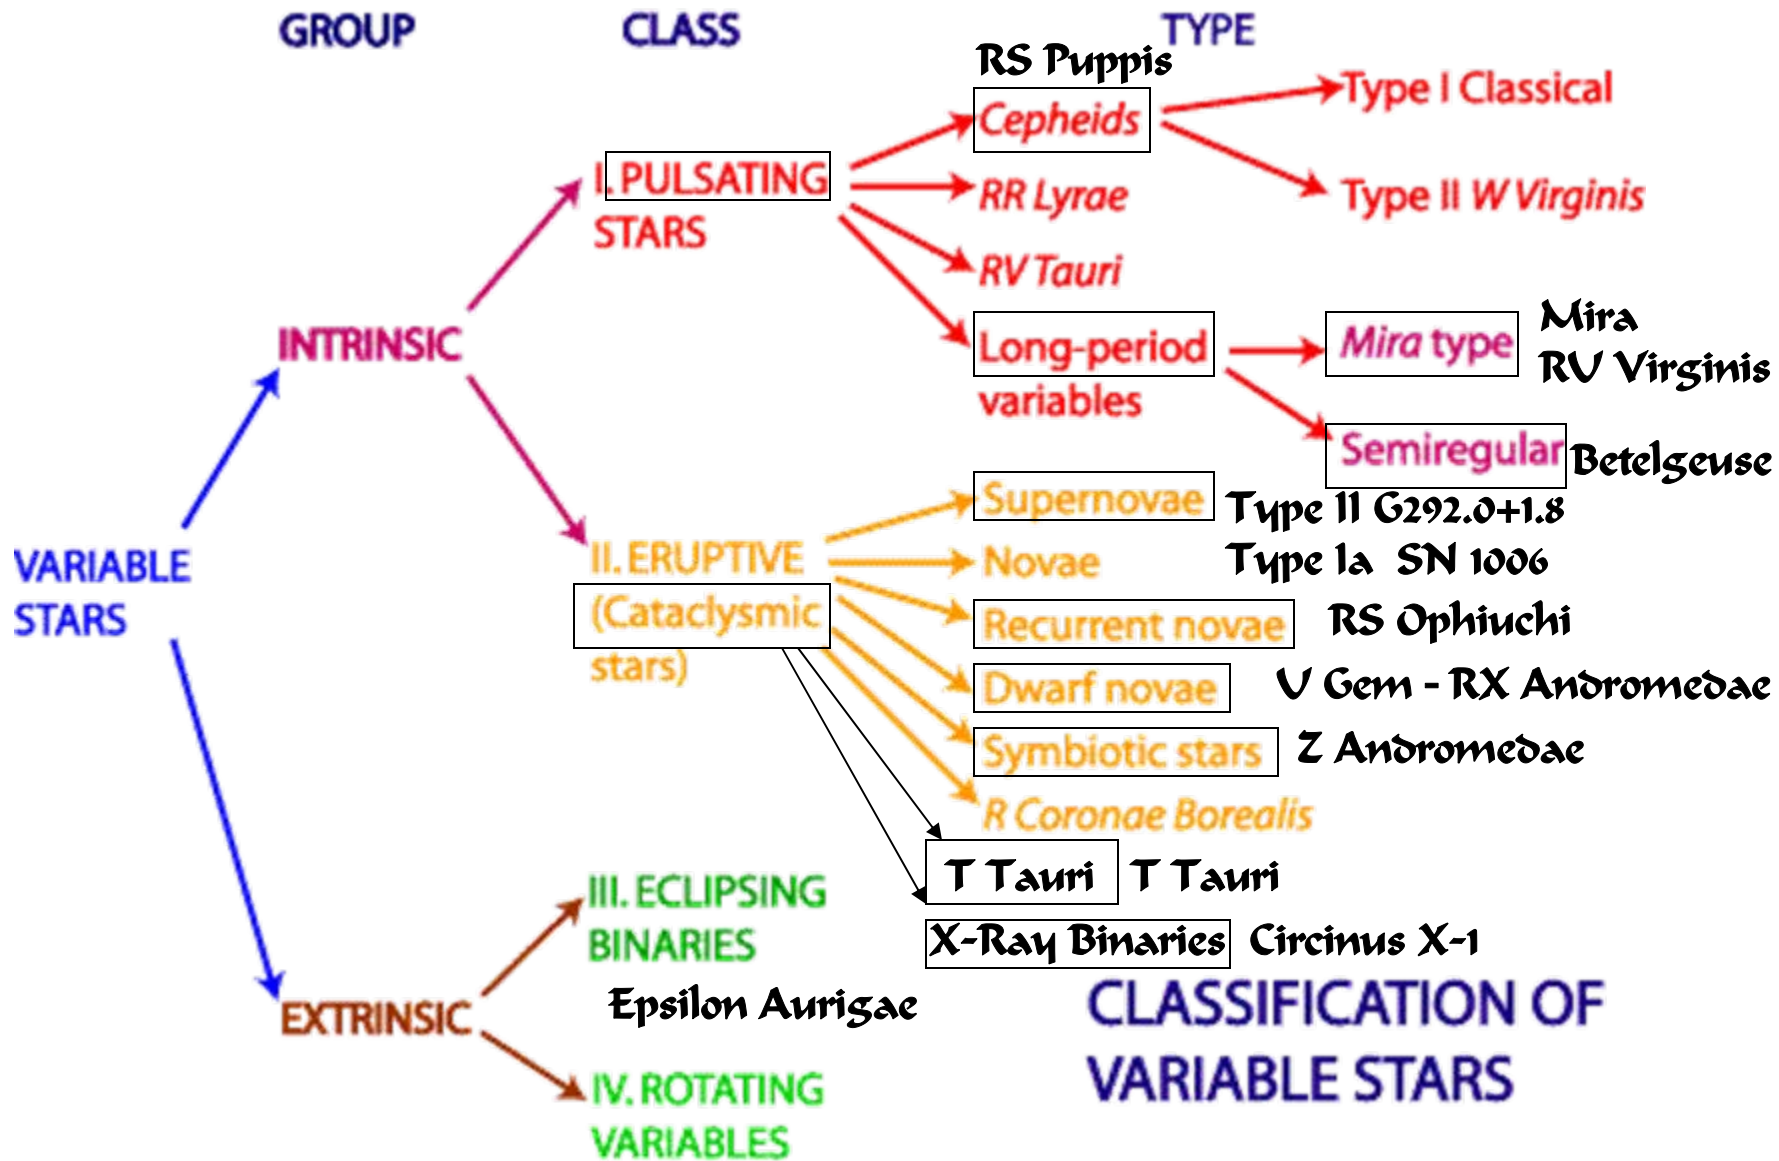 GROUP
CLASS
TYPE
RS Puppis
Cepheids
Type I Classical
I. PULSATING
STARS
RR Lyrae
Type II W Virginis
RV Tauri
INTRINSIC
Long-period
variables
Mira type
Mira
RU Virginis
Semiregular
Betelgeuse
VARIABLE
STARS
II. ERUPTIVE
(Cataclysmic
stars)
Supernovae
Type II G292.0+1.8
Novae
Type Ia SN 1006
Recurrent novae
RS Ophiuchi
Dwarf novae
U Gem - RX Andromedae
Symbiotic stars
Z Andromedae
R Coronae Borealis
T Tauri
T Tauri
X-Ray Binaries
Circinus X-1
III. ECLIPSING
BINARIES
Epsilon Aurigae
EXTRINSIC
IV. ROTATING
VARIABLES
CLASSIFICATION OF
VARIABLE STARS